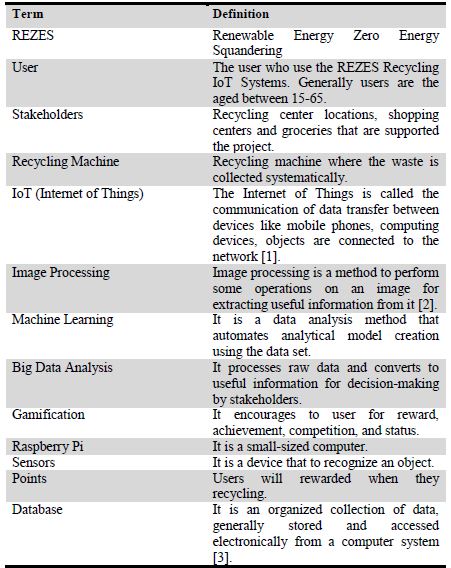 Term Definition
REZES Renewable Energy Zero Energy
Squandering
User The user who use the REZES Recycling
IoT Systems. Generally users are the
aged between 15-65.
Stakeholders Recycling center locations, shopping
centers and groceries that are supported
the project.
Recycling Machine Recycling machine where the waste is
collected systematically.
IoT (Internet of Things) The Internet of Things is called the
communication of data transfer between
devices like mobile phones, computing
devices, objects are connected to the
network [1].
Image Processing Image processing is a method to perform
some operations on an image for
extracting useful information from it [2].
Machine Learning It is a data analysis method that
automates analytical model creation
using the data set.
Big Data Analysis It processes raw data and converts to
useful information for decision-making
by stakeholders.
Gamification It encourages to user for reward,
achievement, competition, and status.
Raspberry Pi It is a small-sized computer.
Sensors It is a device that to recognize an object.
Points Users will rewarded when they
recycling.
Database It is an organized collection of data,
generally stored and accessed
electronically from a computer system
[3].